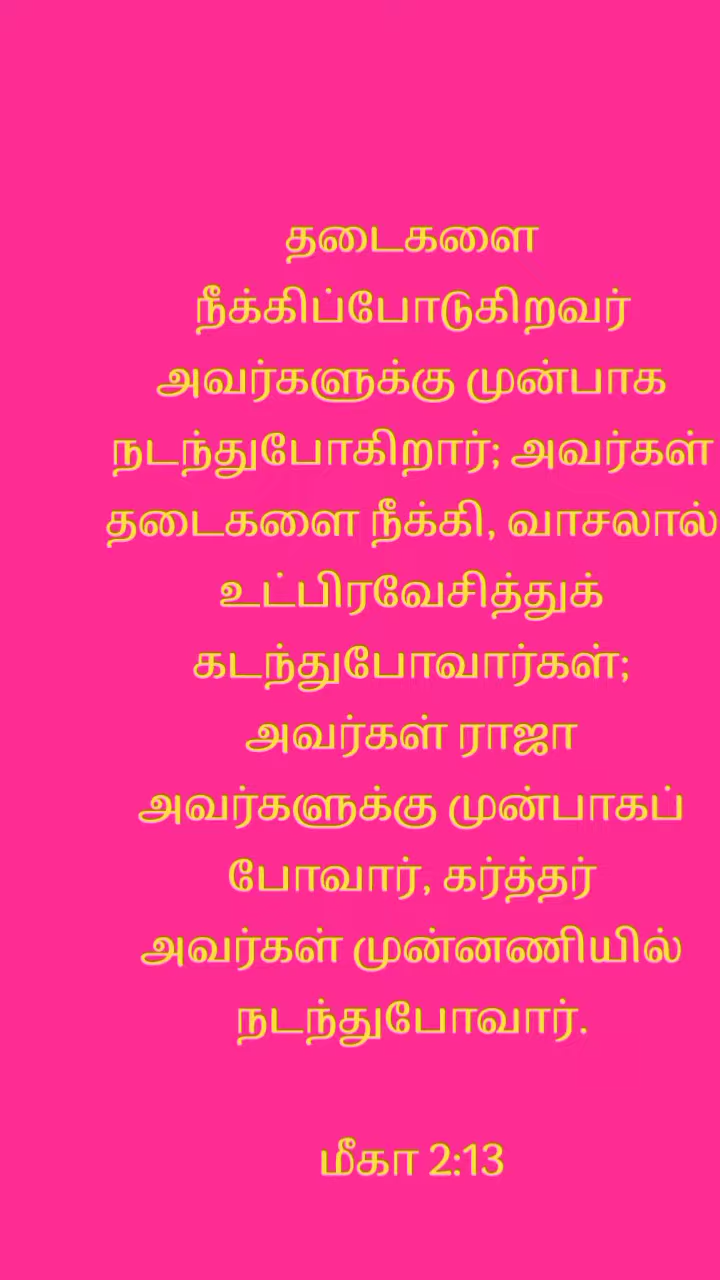 தடைகளை
நீக்கிப்போடுகிறவர்
அவர்களுக்கு முன்பாக
நடந்துபோகிறார்; அவர்கள்
தடைகளை நீக்கி, வாசலால்
உட்பிரவேசித்துக்
கடந்துபோவார்கள்;
அவர்கள் ராஜா
அவர்களுக்கு முன்பாகப்
போவார், கர்த்தர்
அவர்கள் முன்னணியில்
நடந்துபோவார்.
மீகா 2:13